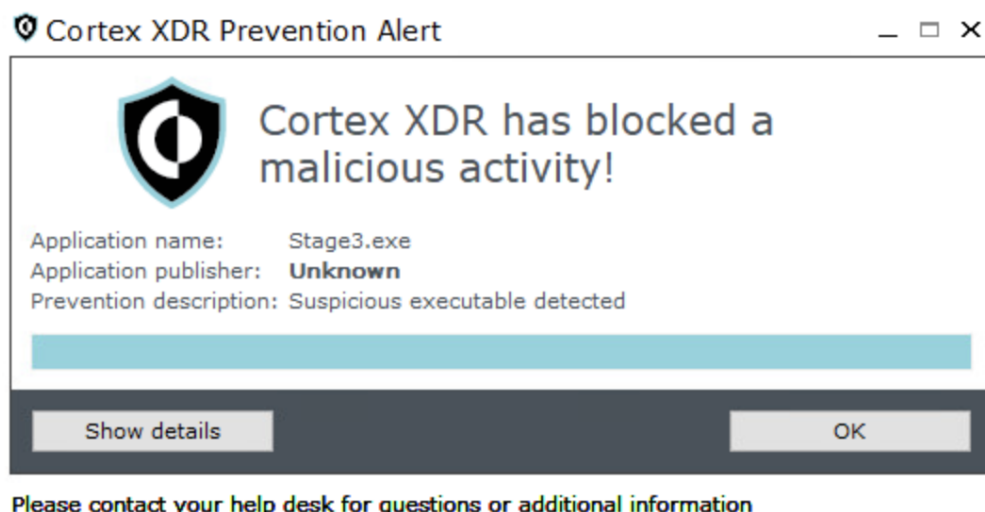 Cortex XDR Prevention Alert
Cortex XDR has blocked a
malicious activity!
Application name: Stage3.exe
Application publisher: Unknown
Prevention description: Suspicious executable detected
Show details OK
Please contact your help desk for questions or additional information